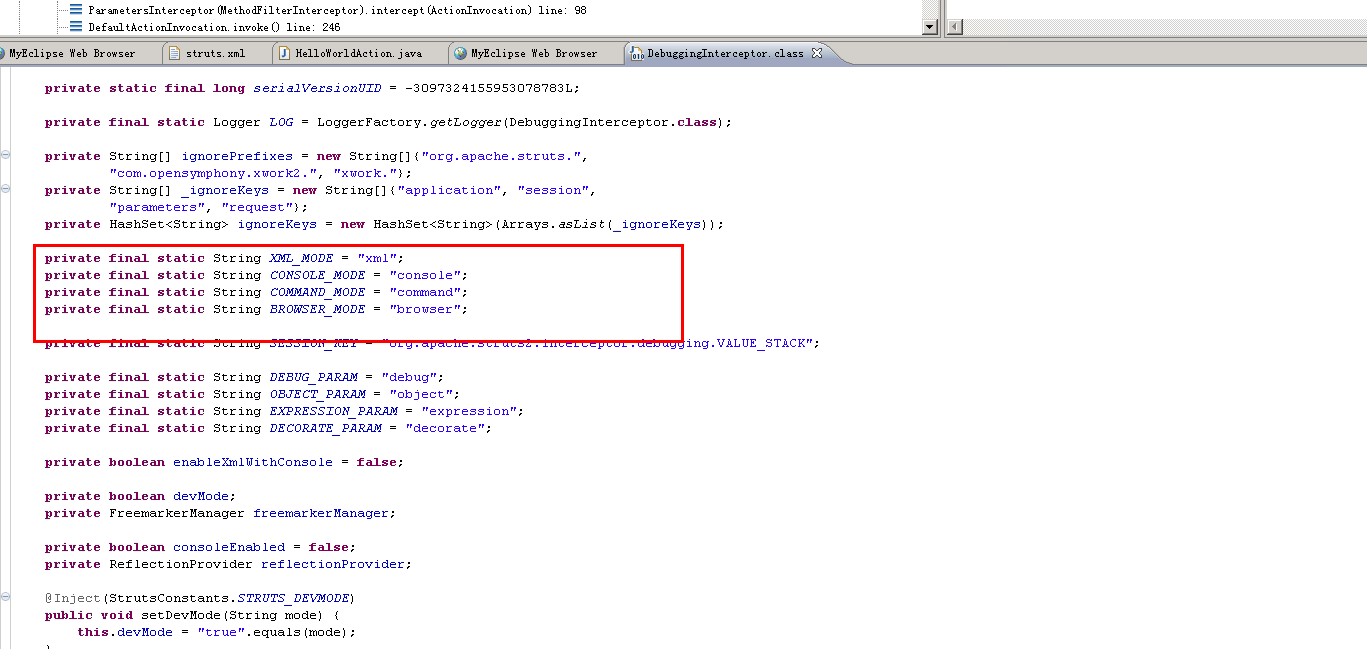 ParametersInterceptor(MethodFilterInterceptor).intercept(ActionInvocation) line: 98
DefaultActionInvocation.invoke() line: 246
MyEclipse Web Browser
struts.xml
HelloWorldAction.java
MyEclipse Web Browser
DebuggingInterceptor.class
private static final long serialVersionUID = -3097324155953078783L;
private final static Logger LOG = LoggerFactory.getLogger(DebuggingInterceptor.class);
private String[] ignorePrefixes = new String[]{"org.apache.struts.",
"com.opensymphony.xwork2.", "xwork."};
private String[] _ignoreKeys = new String[]{"application", "session",
"parameters", "request"};
private HashSet<String> ignoreKeys = new HashSet<String>(Arrays.asList(_ignoreKeys));
private final static String XML_MODE = "xml";
private final static String CONSOLE_MODE = "console";
private final static String COMMAND_MODE = "command";
private final static String BROWSER_MODE = "browser";
private final static String SESSION_KEY = "org.apache.struts2.interceptor.debugging.VALUE_STACK";
private final static String DEBUG_PARAM = "debug";
private final static String OBJECT_PARAM = "object";
private final static String EXPRESSION_PARAM = "expression";
private final static String DECORATE_PARAM = "decorate";
private boolean enableXmlWithConsole = false;
private boolean devMode;
private FreemarkerManager freemarkerManager;
private boolean consoleEnabled = false;
private ReflectionProvider reflectionProvider;
@Inject(StrutsConstants.STRUTS_DEVMODE)
public void setDevMode(String mode) {
this.devMode = "true".equals(mode);